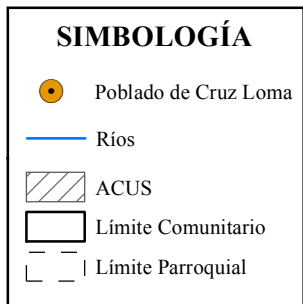 SIMBOLOGÍA
Poblado de Cruz Loma
Ríos
ACUS
Límite Comunitario
Límite Parroquial